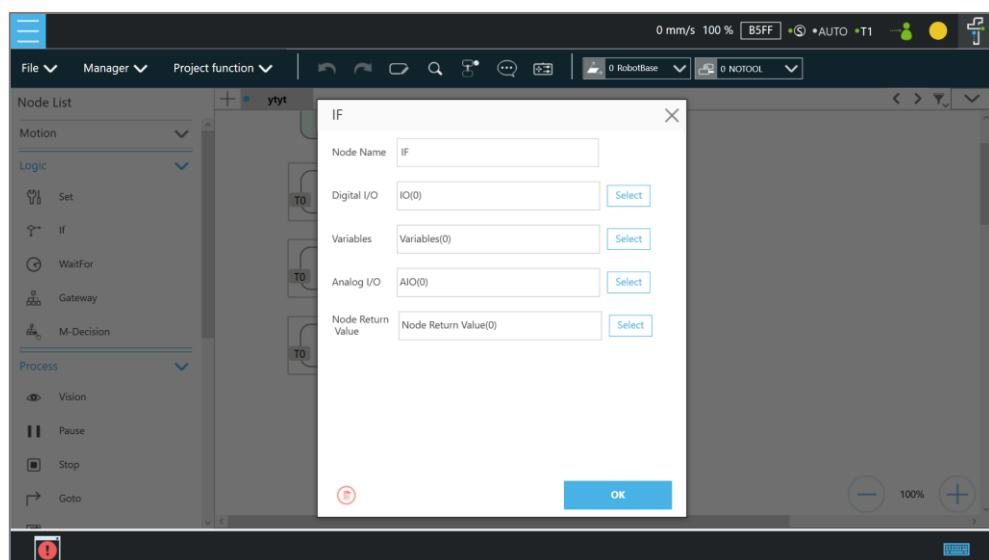 0 mm/s 100 % B5FF •Ⓢ •AUTO •T1
File Manager Project function 0 RobotBase 0 NOTOOL
Node List
ytyt
Motion
Logic
Set
If
WaitFor
Gateway
M-Decision
Process
Vision
Pause
Stop
Goto
T0
T0
T0
IF
Node Name IF
Digital I/O IO(0) Select
Variables Variables(0) Select
Analog I/O AIO(0) Select
Node Return
Value
Node Return Value(0) Select
OK
100%